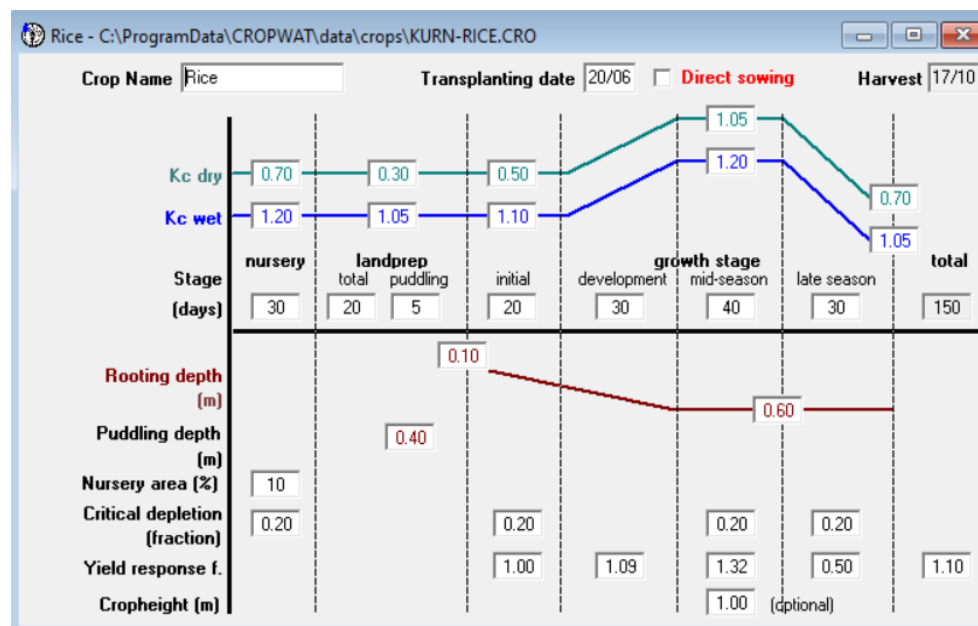 Rice - C:\ProgramData\CROPWAT\data\crops\KURN-RICE.CRO
Crop Name Rice Transplanting date 20/06 Direct sowing Harvest 17/10
1.05
Kc dry 0.70 0.30 0.50 1.20
0.70
Kc wet 1.20 1.05 1.10
1.05
nursery landprep growth stage total
Stage total puddling initial development mid-season late season
(days) 30 20 5 20 30 40 30 150
0.10
Rooting depth
(m) 0.60
Puddling depth 0.40
(m)
Nursery area (%) 10
Critical depletion 0.20 0.20 0.20 0.20
(fraction)
Yield response f. 1.00 1.09 1.32 0.50 1.10
Cropheight (m) 1.00 (optional)